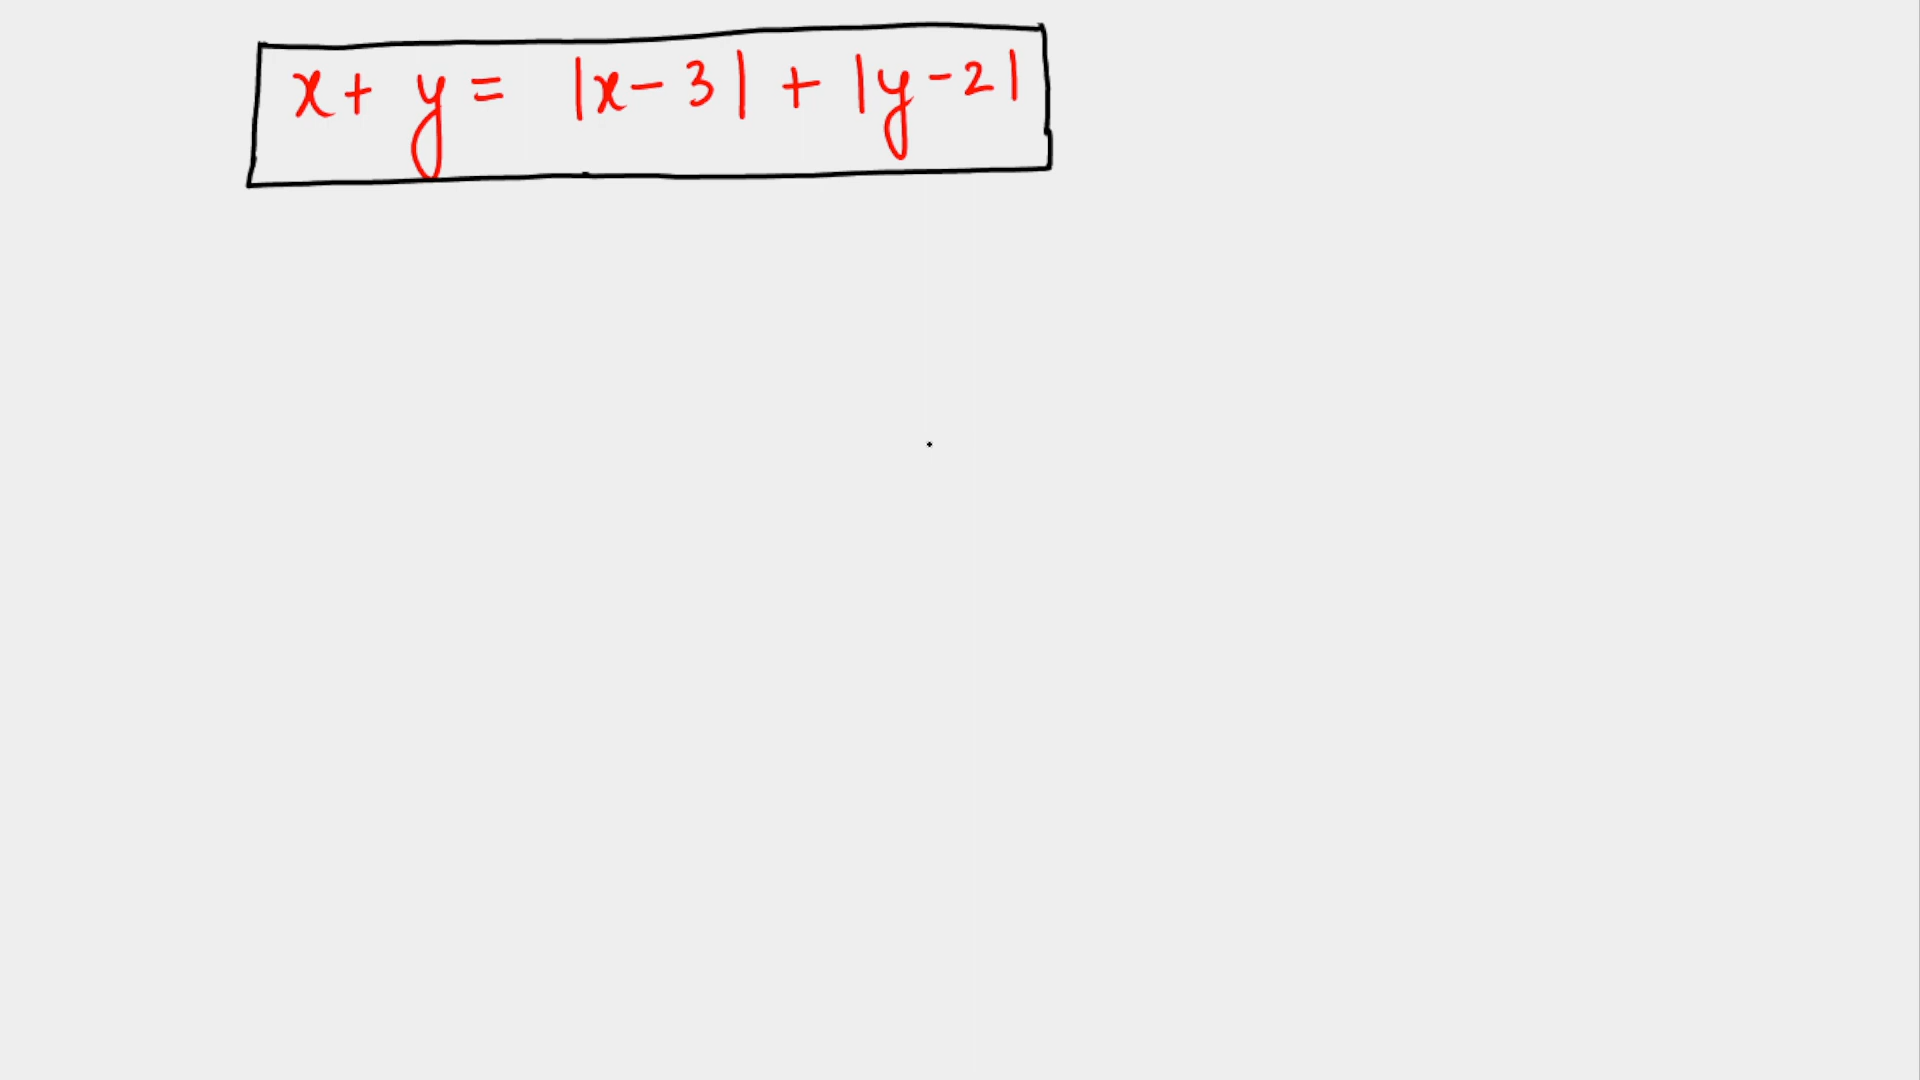 x + y = |x - 3| + |y - 2|